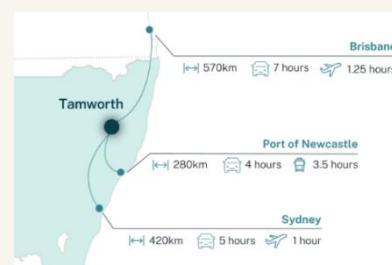 Brisbane
570km 7 hours 1.25 hours
Tamworth
Port of Newcastle
280km 4 hours 3.5 hours
Sydney
420km 5 hours 1 hour